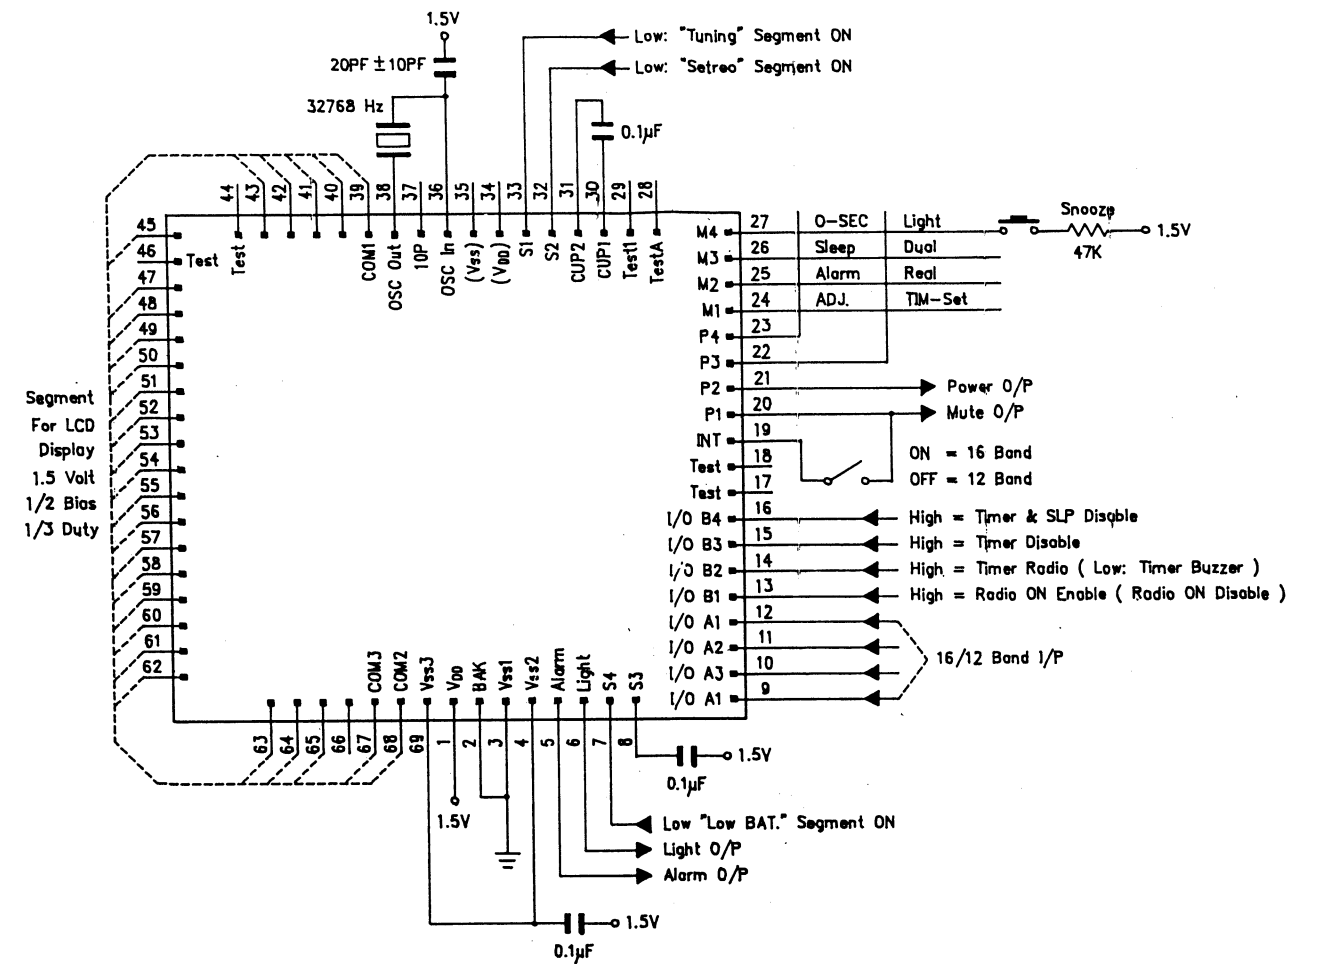 1.5V
20PF ±10PF
32768 Hz
Low: "Tuning" Segment ON
Low: "Setreo" Segment ON
0.1µF
44
43
42
41
40
39
38
37
36
35
34
33
32
31
30
29
28
Test
COM1
OSC Out
10P
OSC In
(Vss)
(VDD)
S1
S2
CUP2
CUP1
Test1
TestA
45
46
Test
47
48
49
50
51
52
53
54
55
56
57
58
59
60
61
62
Segment
For LCD
Display
1.5 Volt
1/2 Bias
1/3 Duty
M4 27 0-SEC Light
Snooze
47K
1.5V
M3 26 Sleep Dual
M2 25 Alarm Real
M1 24 ADJ. TIM-Set
P4 23
P3 22
P2 21 Power O/P
P1 20 Mute O/P
INT 19
ON = 16 Band
OFF = 12 Band
Test 18
Test 17
I/O B4 16 High = Timer & SLP Disable
I/O B3 15 High = Timer Disable
I/O B2 14 High = Timer Radio ( Low: Timer Buzzer )
I/O B1 13 High = Radio ON Enable ( Radio ON Disable )
I/O A1 12
I/O A2 11
I/O A3 10
I/O A1 9
16/12 Band I/P
COM3
COM2
Vss3
VDD
BAK
Vss1
Vss2
Alarm
Light
S4
S3
63
64
65
66
67
68
69
1
2
3
4
5
6
7
8
1.5V
0.1µF
1.5V
Low "Low BAT." Segment ON
Light O/P
Alarm O/P
1.5V
0.1µF